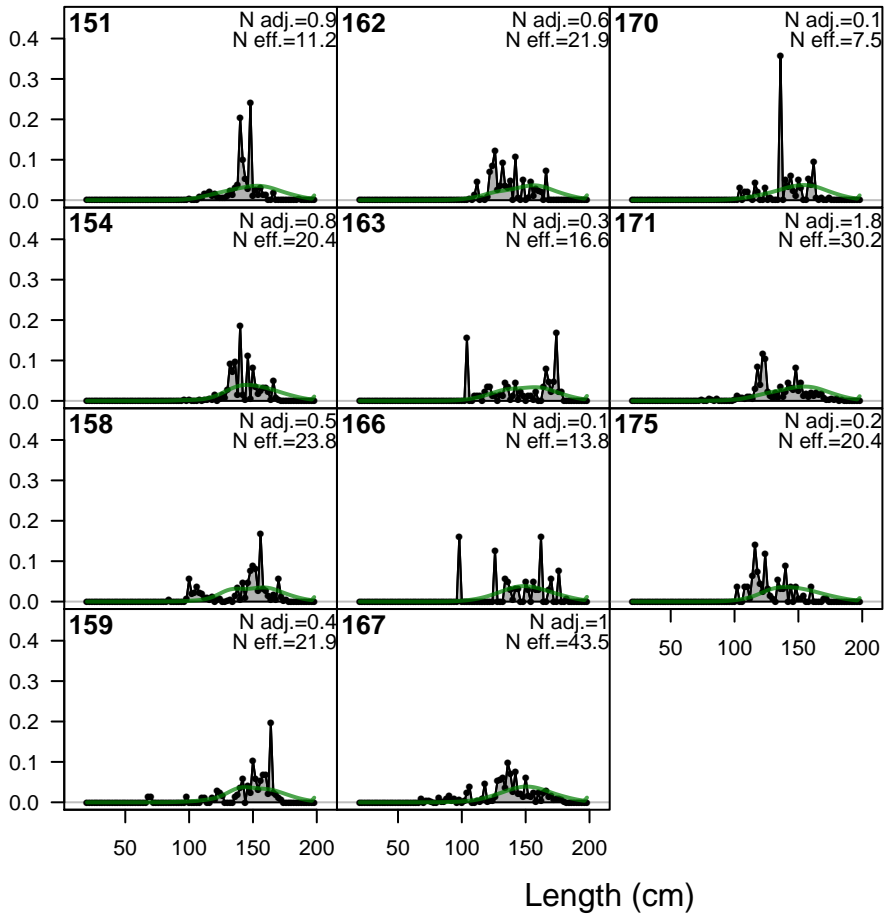 151 N adj.=0.9
N eff.=11.2
162 N adj.=0.6
N eff.=21.9
170 N adj.=0.1
N eff.=7.5
0.4
0.3
0.2
0.1
0.0
154 N adj.=0.8
N eff.=20.4
163 N adj.=0.3
N eff.=16.6
171 N adj.=1.8
N eff.=30.2
0.4
0.3
0.2
0.1
0.0
158 N adj.=0.5
N eff.=23.8
166 N adj.=0.1
N eff.=13.8
175 N adj.=0.2
N eff.=20.4
0.4
0.3
0.2
0.1
0.0
50 100 150 200
159 N adj.=0.4
N eff.=21.9
167 N adj.=1
N eff.=43.5
0.4
0.3
0.2
0.1
0.0
50 100 150 200
50 100 150 200
Length (cm)